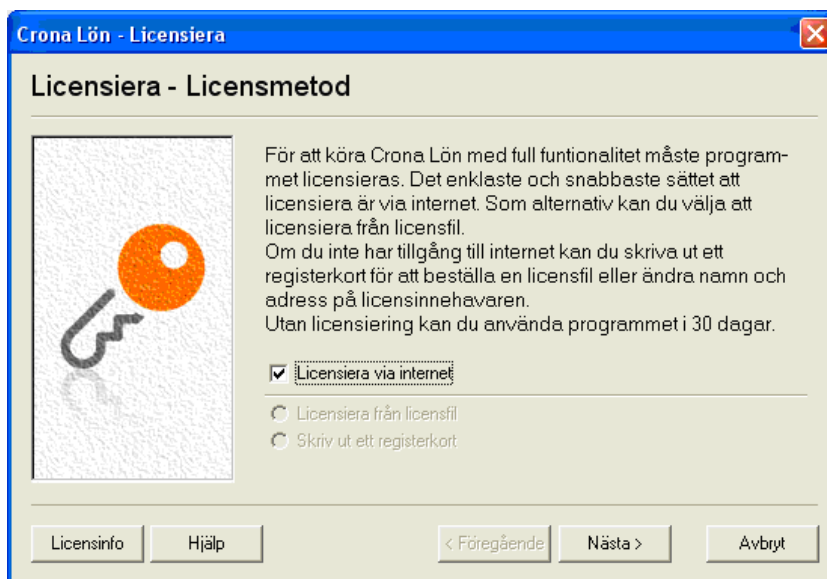 Crona Lön - Licensiera
Licensiera - Licensmetod
För att köra Crona Lön med full funtionalitet måste program-
met licensieras. Det enklaste och snabbaste sättet att
licensiera är via internet. Som alternativ kan du välja att
licensiera från licensfil.
Om du inte har tillgång till internet kan du skriva ut ett
registerkort för att beställa en licensfil eller ändra namn och
adress på licensinnehavaren.
Utan licensiering kan du använda programmet i 30 dagar.
Licensiera via internet
Licensiera från licensfil
Skriv ut ett registerkort
Licensinfo Hjälp < Föregående Nästa > Avbryt